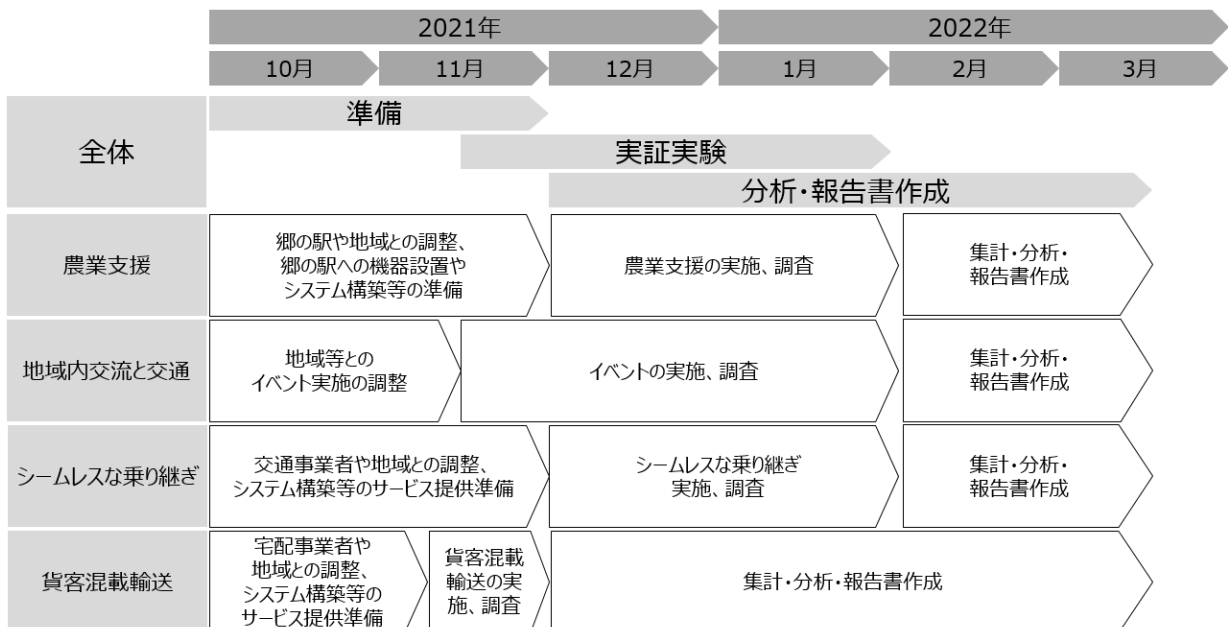 2021年
2022年
10月
11月
12月
1月
2月
3月
全体
準備
実証実験
分析・報告書作成
農業支援
郷の駅や地域との調整、
郷の駅への機器設置や
システム構築等の準備
農業支援の実施、調査
集計・分析・
報告書作成
地域内交流と交通
地域等との
イベント実施の調整
イベントの実施、調査
集計・分析・
報告書作成
シームレスな乗り継ぎ
交通事業者や地域との調整、
システム構築等のサービス提供準備
シームレスな乗り継ぎ
実施、調査
集計・分析・
報告書作成
貨客混載輸送
宅配事業者や
地域との調整、
システム構築等の
サービス提供準備
貨客混載
輸送の実
施、調査
集計・分析・報告書作成